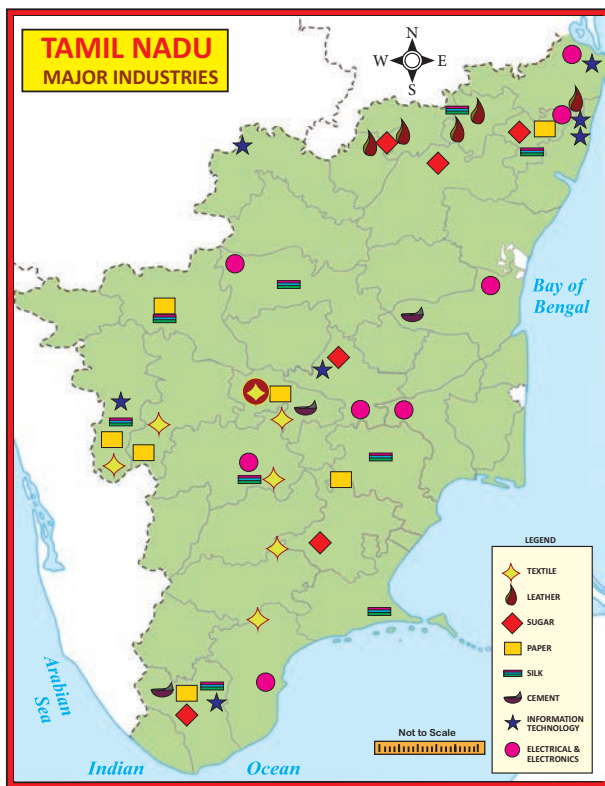 TAMIL NADU
MAJOR INDUSTRIES
N
W
E
S
Bay of
Bengal
Arabian
Sea
Indian
Ocean
Not to Scale
LEGEND
TEXTILE
LEATHER
SUGAR
PAPER
SILK
CEMENT
INFORMATION
TECHNOLOGY
ELECTRICAL &
ELECTRONICS